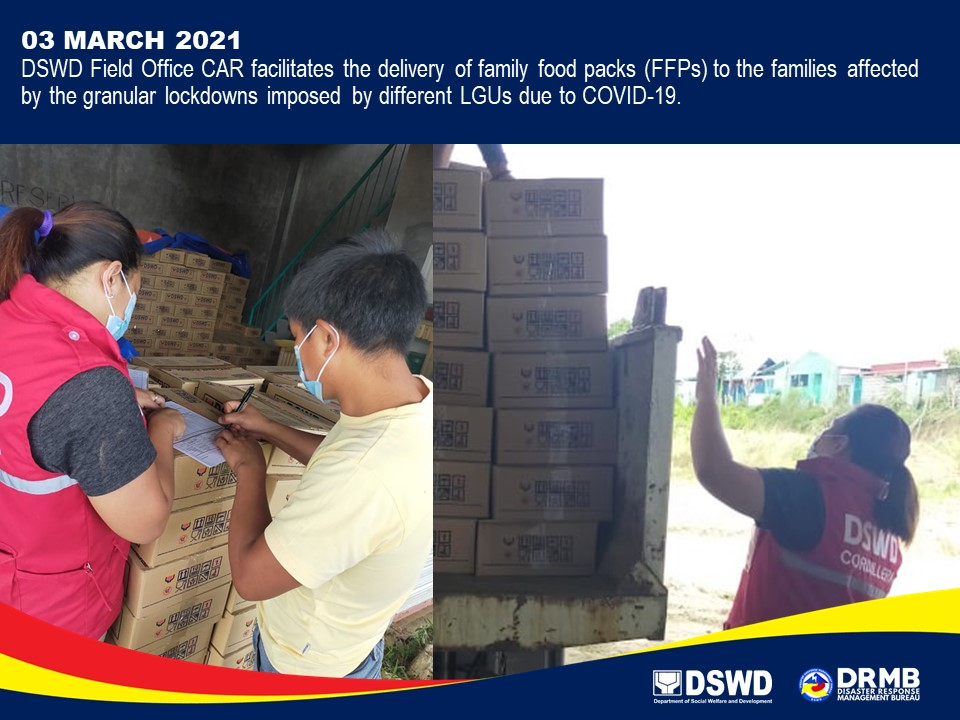 03 MARCH 2021
DSWD Field Office CAR facilitates the delivery of family food packs (FFPs) to the families affected
by the granular lockdowns imposed by different LGUs due to COVID-19.
DSWD
DSWD
CORDILLERA
DSWD
Department of Social Welfare and Development
DRMB
DISASTER RESPONSE
MANAGEMENT BUREAU